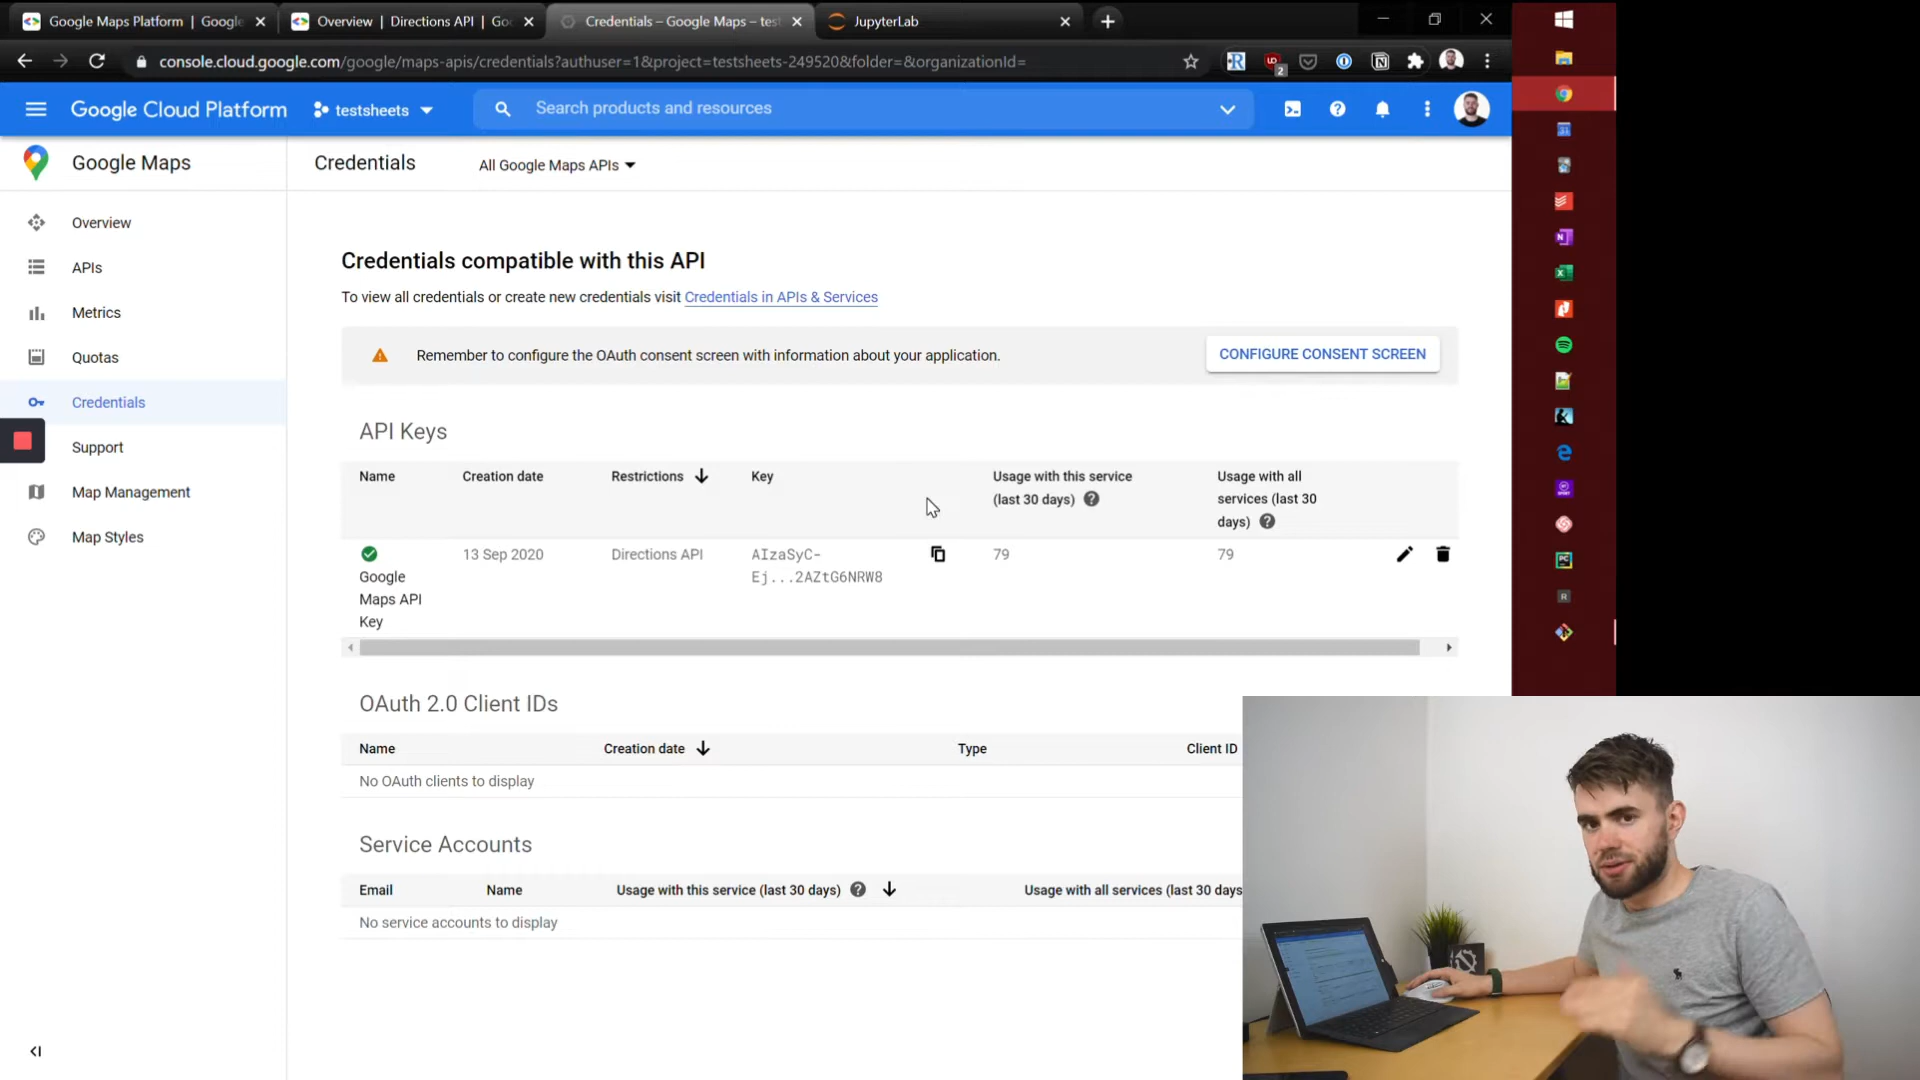 Google Maps Platform | Google
Overview | Directions API | Go
Credentials – Google Maps – test
JupyterLab
console.cloud.google.com/google/maps-apis/credentials?authuser=1&project=testsheets-249520&folder=&organizationId=
2
Google Cloud Platform
testsheets
Search products and resources
Google Maps
Credentials
All Google Maps APIs
Overview
APIs
Metrics
Quotas
Credentials
Support
Map Management
Map Styles
Credentials compatible with this API
To view all credentials or create new credentials visit Credentials in APIs & Services
Remember to configure the OAuth consent screen with information about your application.
CONFIGURE CONSENT SCREEN
API Keys
Name
Creation date
Restrictions
Key
Usage with this service
(last 30 days)
Usage with all
services (last 30
days)
Google
Maps API
Key
13 Sep 2020
Directions API
AIzaSyC-
Ej...2AZtG6NRW8
79
79
OAuth 2.0 Client IDs
Name
Creation date
Type
Client ID
No OAuth clients to display
Service Accounts
Email
Name
Usage with this service (last 30 days)
Usage with all services (last 30 days
No service accounts to display